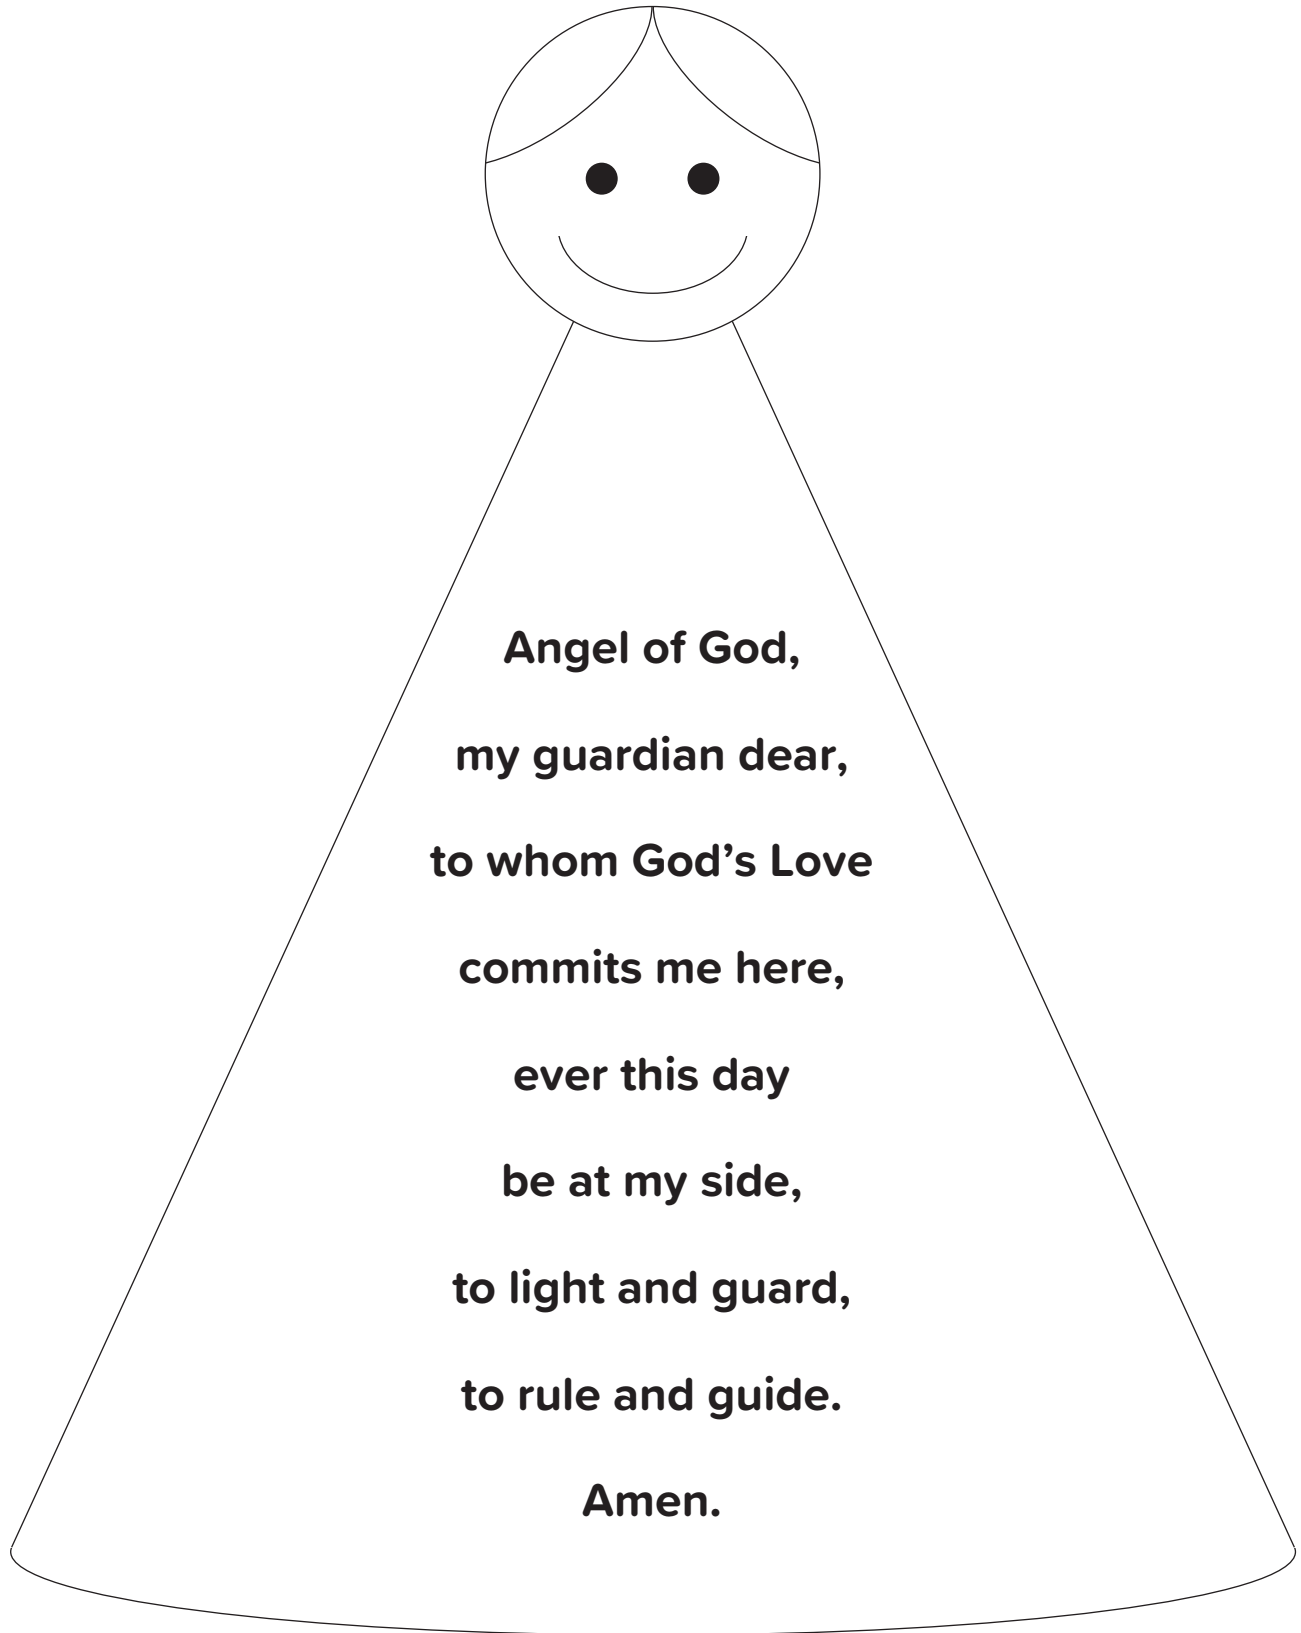 Angel of God,
my guardian dear,
to whom God’s Love
commits me here,
ever this day
be at my side,
to light and guard,
to rule and guide.
Amen.